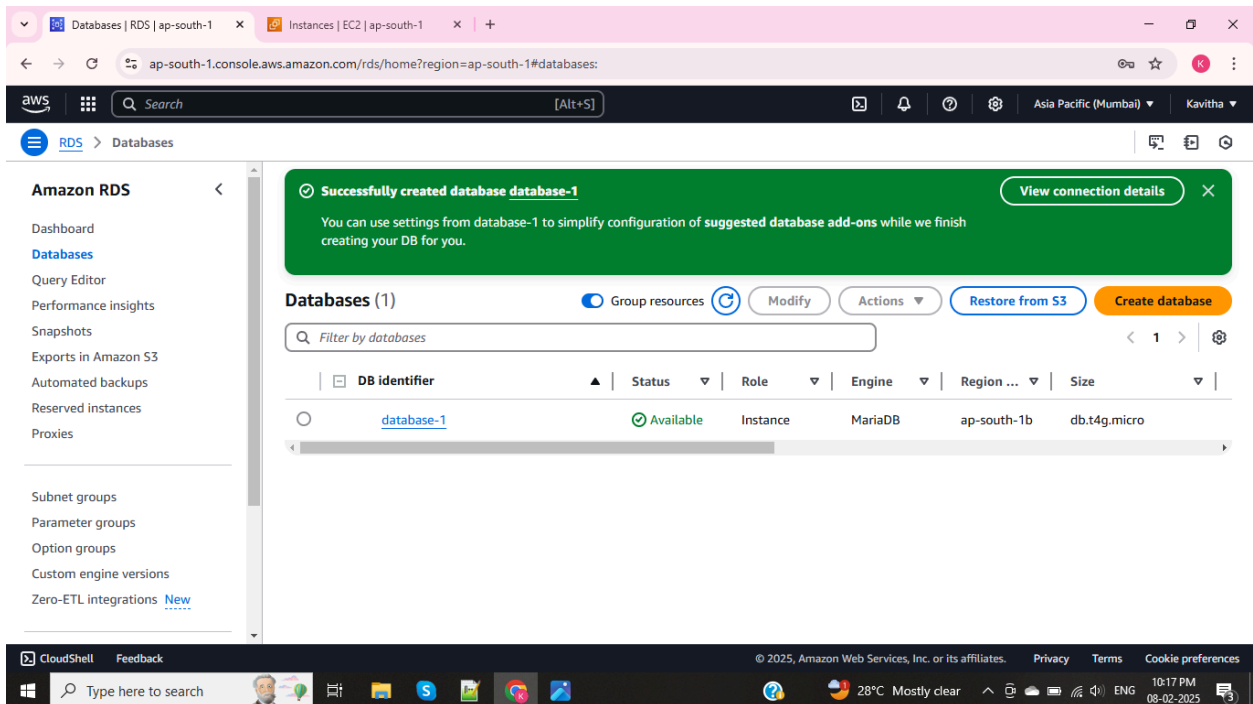 Databases | RDS | ap-south-1
Instances | EC2 | ap-south-1
ap-south-1.console.aws.amazon.com/rds/home?region=ap-south-1#databases:
K
aws
Search [Alt+S]
Asia Pacific (Mumbai)
Kavitha
RDS > Databases
Amazon RDS
Dashboard
Databases
Query Editor
Performance insights
Snapshots
Exports in Amazon S3
Automated backups
Reserved instances
Proxies
Subnet groups
Parameter groups
Option groups
Custom engine versions
Zero-ETL integrations New
Successfully created database database-1
View connection details
You can use settings from database-1 to simplify configuration of suggested database add-ons while we finish
creating your DB for you.
Databases (1)
Group resources
Modify
Actions
Restore from S3
Create database
Filter by databases
1
DB identifier Status Role Engine Region ... Size
database-1 Available Instance MariaDB ap-south-1b db.t4g.micro
CloudShell Feedback
© 2025, Amazon Web Services, Inc. or its affiliates. Privacy Terms Cookie preferences
Type here to search
28°C Mostly clear
ENG
10:17 PM
08-02-2025
3